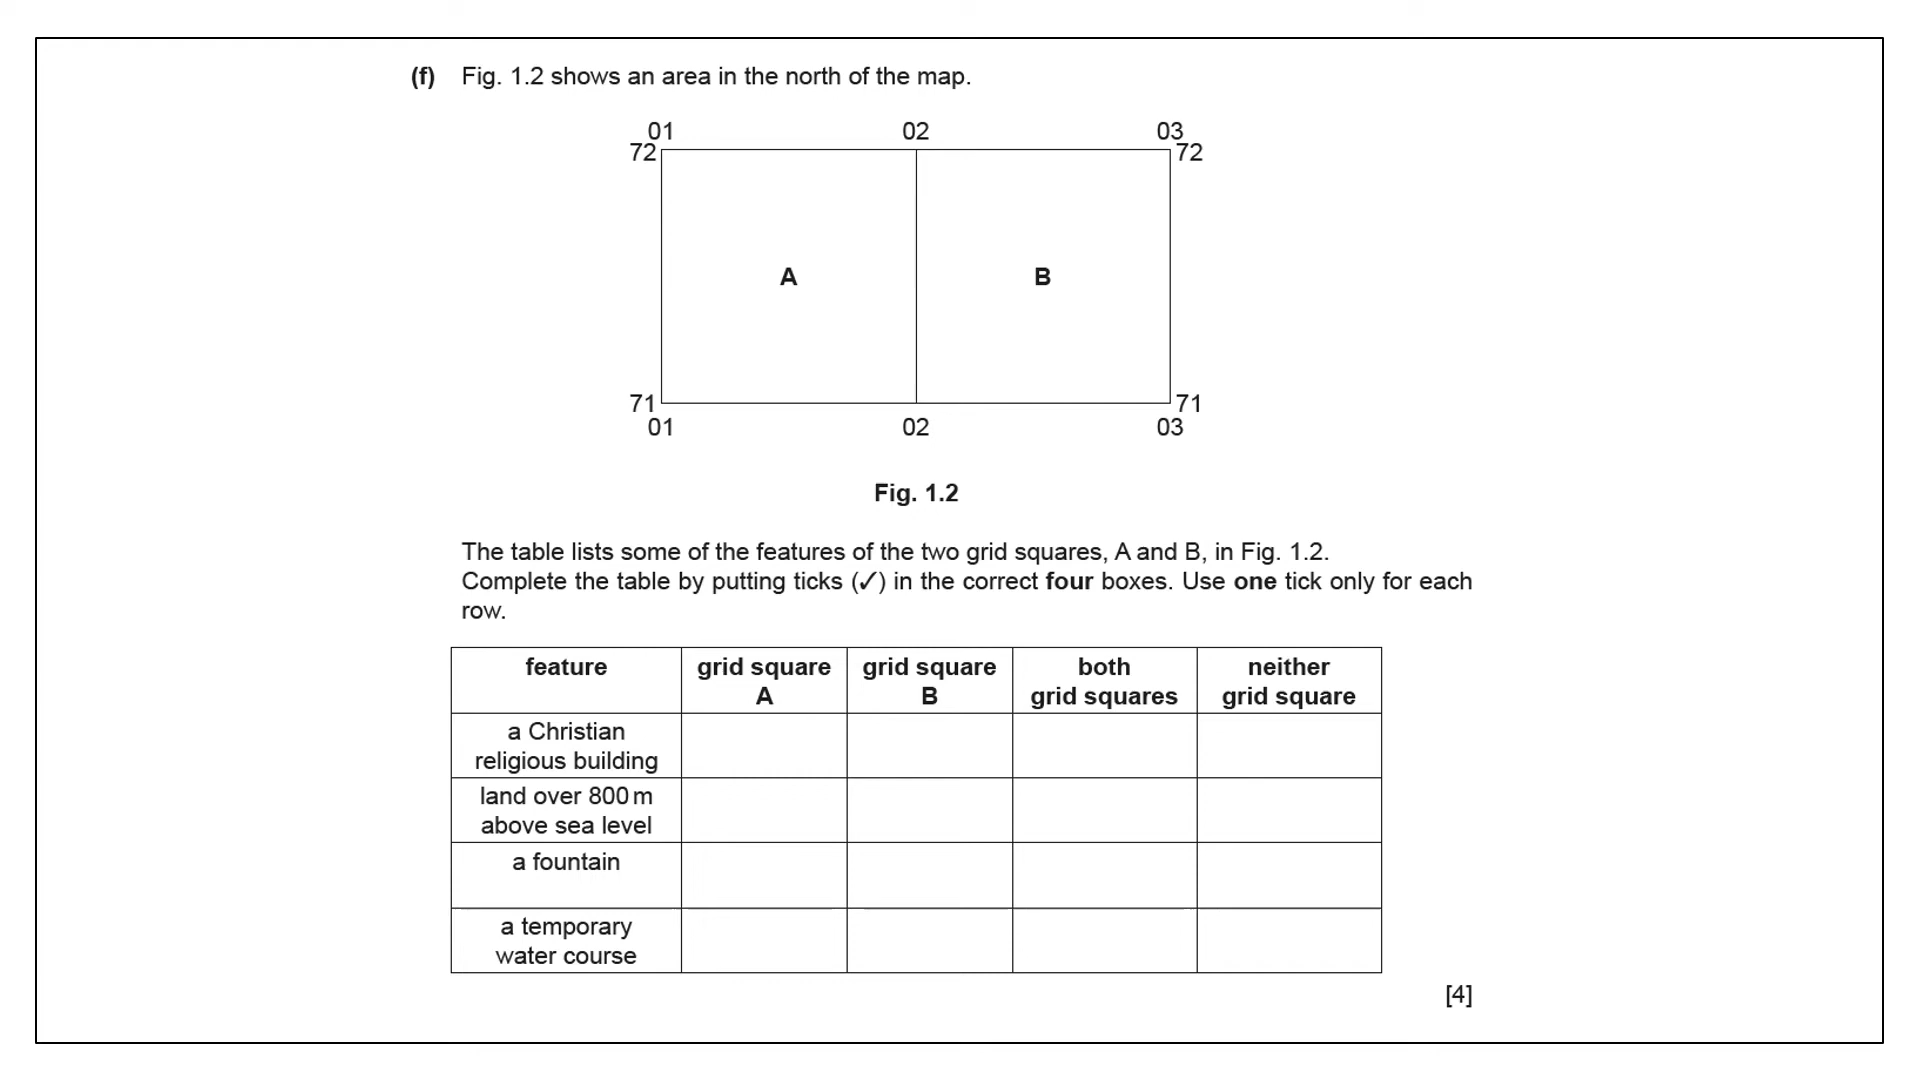 (f) Fig. 1.2 shows an area in the north of the map.
01 02 03
72 72
A B
71 71
01 02 03
Fig. 1.2
The table lists some of the features of the two grid squares, A and B, in Fig. 1.2.
Complete the table by putting ticks (✓) in the correct four boxes. Use one tick only for each
row.
feature grid square grid square both neither
A B grid squares grid square
a Christian
religious building
land over 800 m
above sea level
a fountain
a temporary
water course
[4]